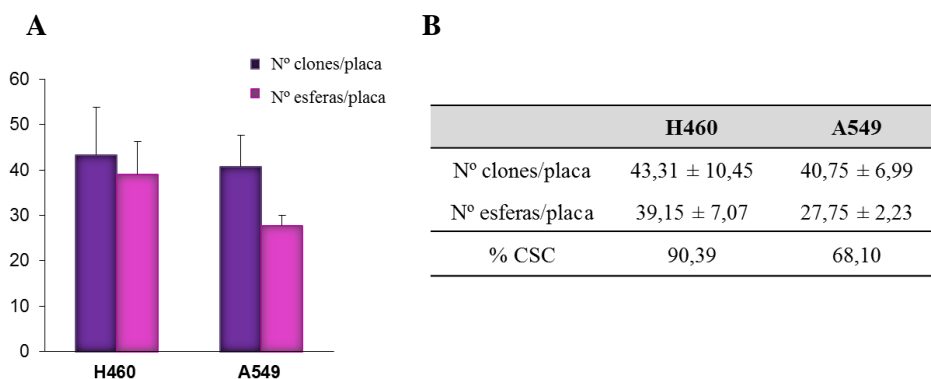 A
Nº clones/placa
Nº esferas/placa
60
50
40
30
20
10
0
H460 A549
B
H460 A549
Nº clones/placa 43,31 ± 10,45 40,75 ± 6,99
Nº esferas/placa 39,15 ± 7,07 27,75 ± 2,23
% CSC 90,39 68,10